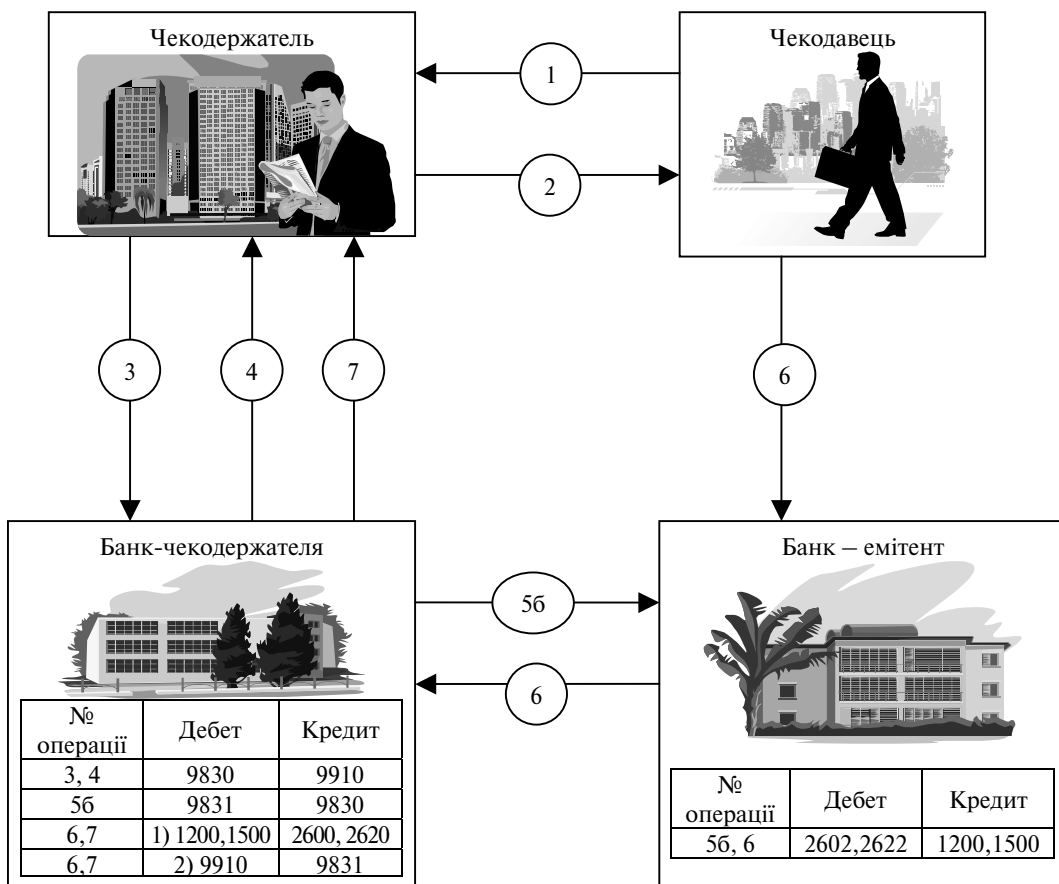 Чекодержатель
Чекодавець
1
2
3
4
7
6
Банк-чекодержателя
Банк – емітент
5б
6
№ операції Дебет Кредит
3, 4 9830 9910
5б 9831 9830
6,7 1) 1200,1500 2600, 2620
6,7 2) 9910 9831
№ операції Дебет Кредит
5б, 6 2602,2622 1200,1500